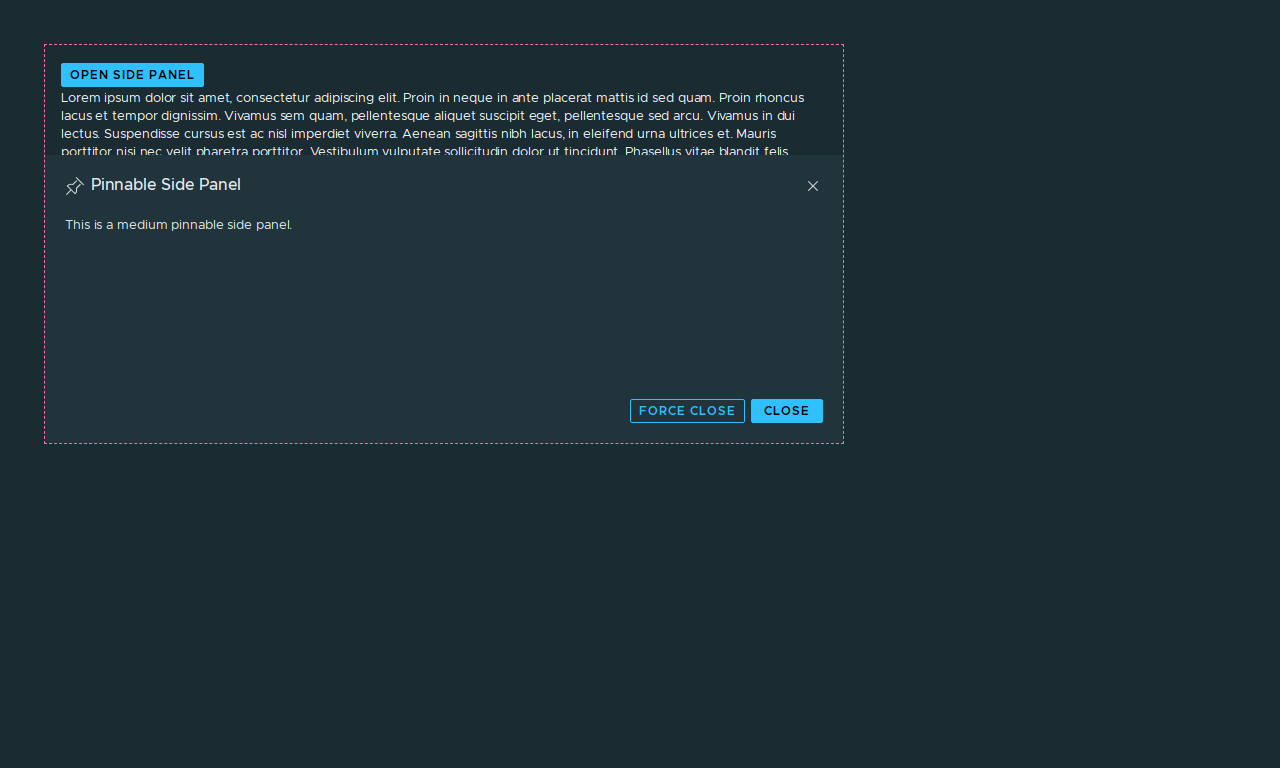 OPEN SIDE PANEL
Lorem ipsum dolor sit amet, consectetur adipiscing elit. Proin in neque in ante placerat mattis id sed quam. Proin rhoncus
lacus et tempor dignissim. Vivamus sem quam, pellentesque aliquet suscipit eget, pellentesque sed arcu. Vivamus in dui
lectus. Suspendisse cursus est ac nisl imperdiet viverra. Aenean sagittis nibh lacus, in eleifend urna ultrices et. Mauris
porttitor nisi nec velit pharetra porttitor. Vestibulum vulputate sollicitudin dolor ut tincidunt. Phasellus vitae blandit felis
Pinnable Side Panel
This is a medium pinnable side panel.
FORCE CLOSE
CLOSE